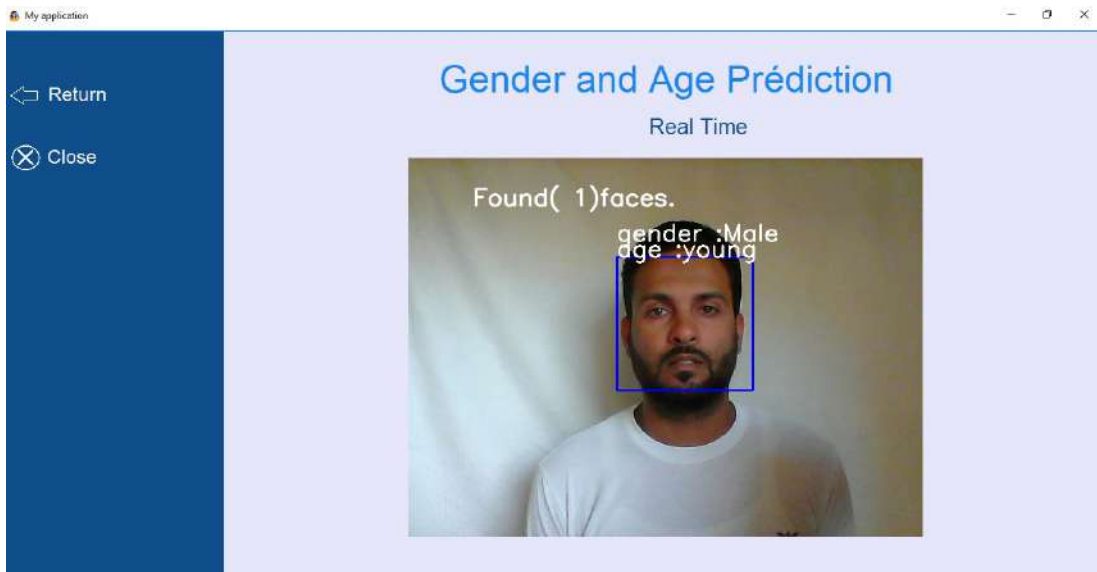 My application
Return
Close
Gender and Age Prédiction
Real Time
Found( 1)faces.
gender :Male
age :young